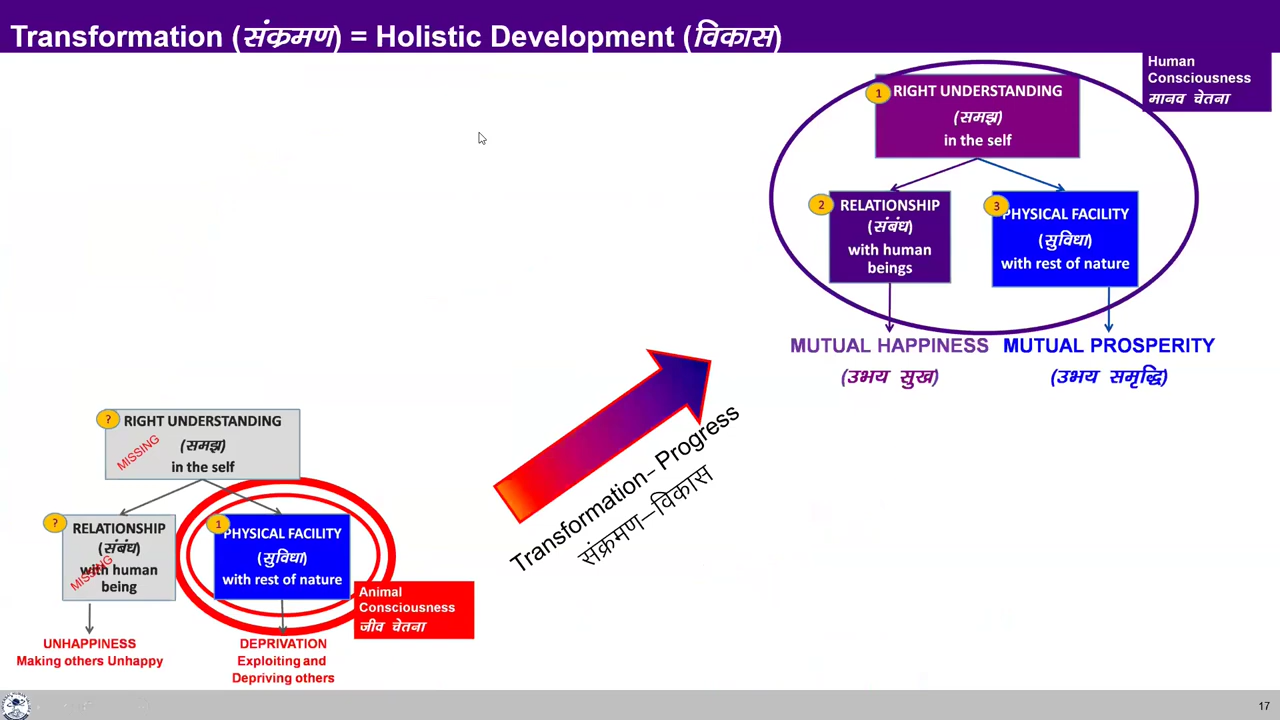 Transformation (संक्रमण) = Holistic Development (विकास)
Human
Consciousness
मानव चेतना
1
RIGHT UNDERSTANDING
(समझ)
in the self
2
RELATIONSHIP
(संबंध)
with human
beings
3
PHYSICAL FACILITY
(सुविधा)
with rest of nature
MUTUAL HAPPINESS
(उभय सुख)
MUTUAL PROSPERITY
(उभय समृद्धि)
Transformation– Progress
संक्रमण–विकास
?
RIGHT UNDERSTANDING
(समझ)
in the self
MISSING
?
RELATIONSHIP
(संबंध)
with human
being
MISSING
1
PHYSICAL FACILITY
(सुविधा)
with rest of nature
Animal
Consciousness
जीव चेतना
UNHAPPINESS
Making others Unhappy
DEPRIVATION
Exploiting and
Depriving others
17